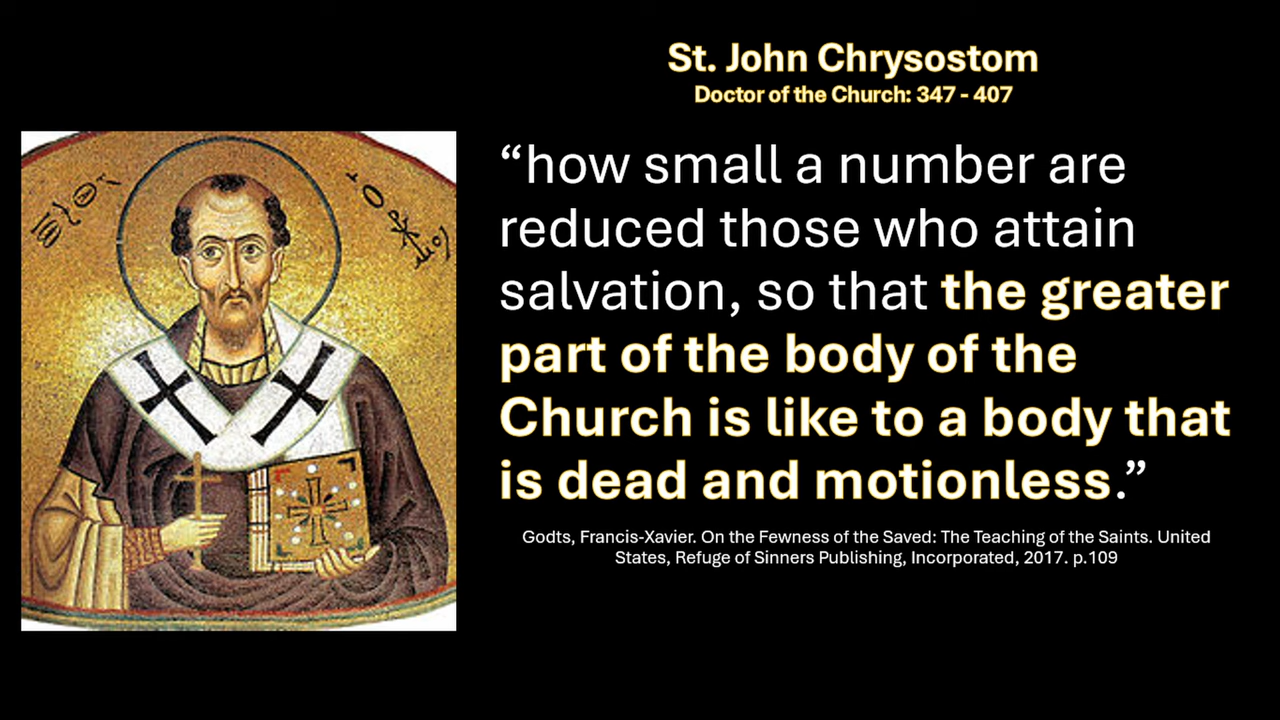 St. John Chrysostom
Doctor of the Church: 347 - 407
“how small a number are
reduced those who attain
salvation, so that the greater
part of the body of the
Church is like to a body that
is dead and motionless.”
Godts, Francis-Xavier. On the Fewness of the Saved: The Teaching of the Saints. United
States, Refuge of Sinners Publishing, Incorporated, 2017. p.109